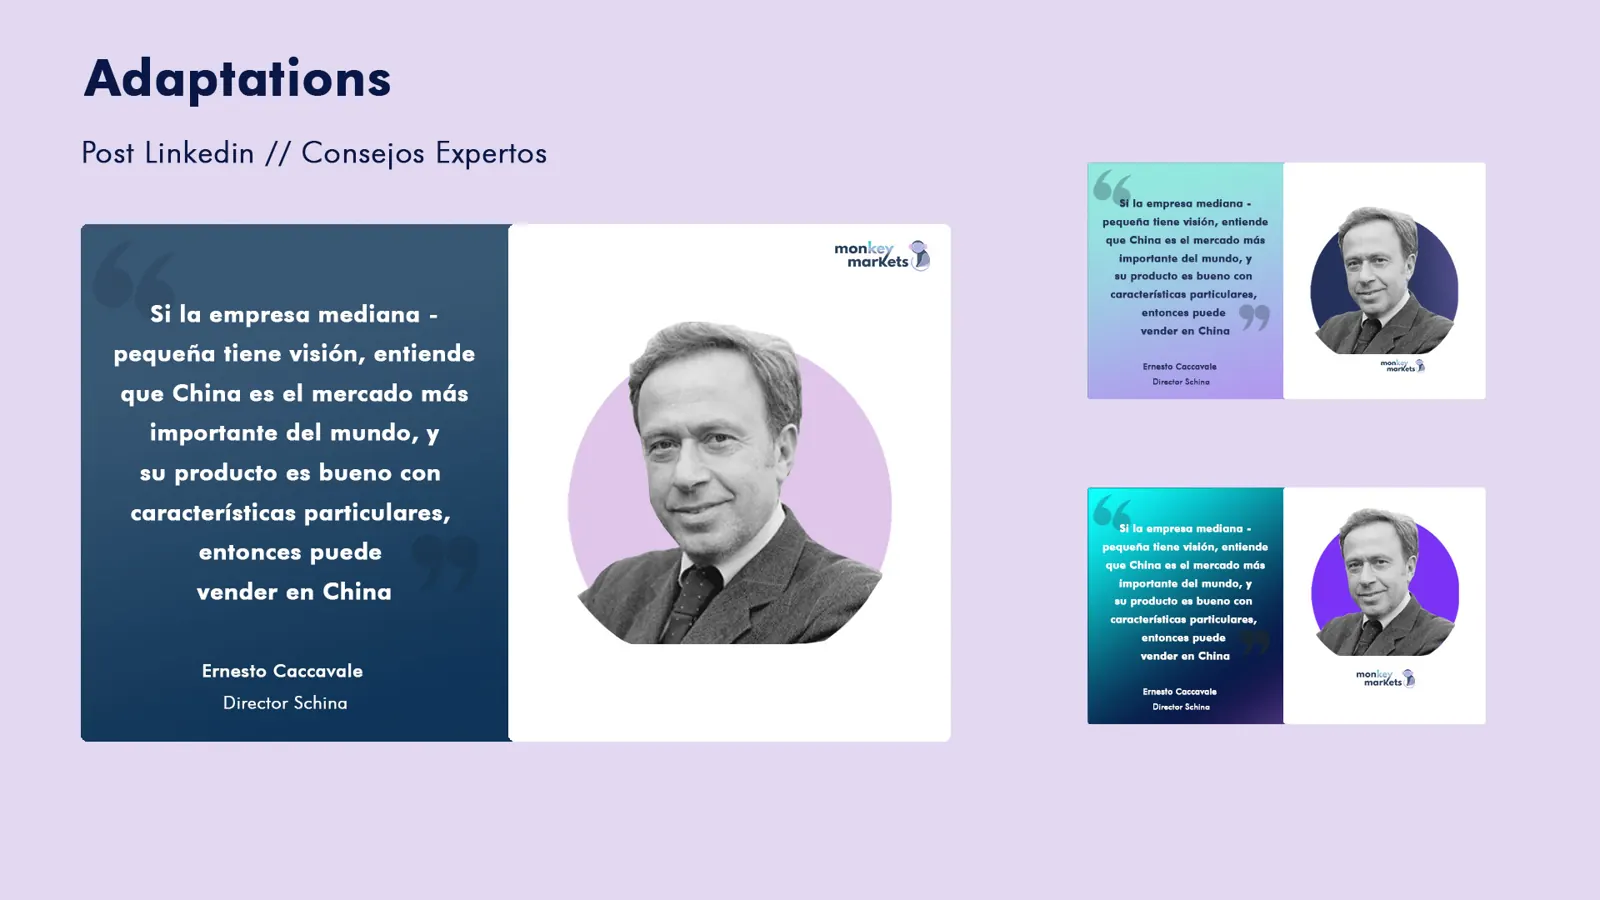 Adaptations
Post Linkedin // Consejos Expertos
“
Si la empresa mediana -
pequeña tiene visión, entiende
que China es el mercado más
importante del mundo, y
su producto es bueno con
características particulares,
entonces puede
vender en China
”
Ernesto Caccavale
Director Schina
monkey
markets
“
Si la empresa mediana -
pequeña tiene visión, entiende
que China es el mercado más
importante del mundo, y
su producto es bueno con
características particulares,
entonces puede
vender en China
”
Ernesto Caccavale
Director Schina
monkey
markets
“
Si la empresa mediana -
pequeña tiene visión, entiende
que China es el mercado más
importante del mundo, y
su producto es bueno con
características particulares,
entonces puede
vender en China
”
Ernesto Caccavale
Director Schina
monkey
markets